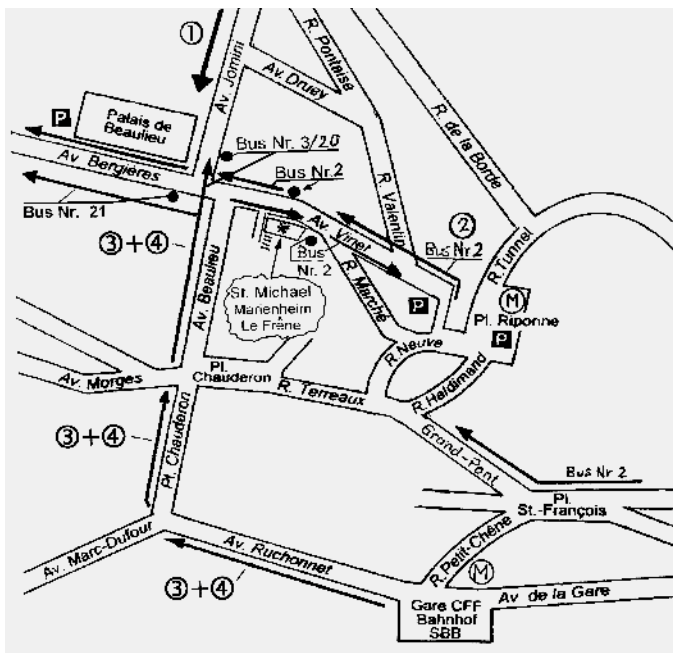 ①
Av. Jomini
R. Pontaise
Av. Druey
R. de la Borde
P
Palais de
Beaulieu
Bus Nr. 3/20
Av. Bergières
Bus Nr.2
R. Valentin
Bus Nr. 21
③+④
Av. Vinet
②
Bus Nr.2
R. Tunnel
*
Bus
Nr. 2
St. Michael
Marienheim
Le Frêne
Av. Beaulieu
R. Marché
P
M
Pl. Riponne
P
R. Neuve
Av. Morges
Pl.
Chauderon
R. Terreaux
R. Haldimand
③+④
Pl. Chauderon
Grand-Pont
Bus Nr 2
Pl.
St.-François
Av. Marc-Dufour
Av. Ruchonnet
R. Petit-Chêne
M
③+④
Gare CFF
Bahnhof
SBB
Av de la Gare